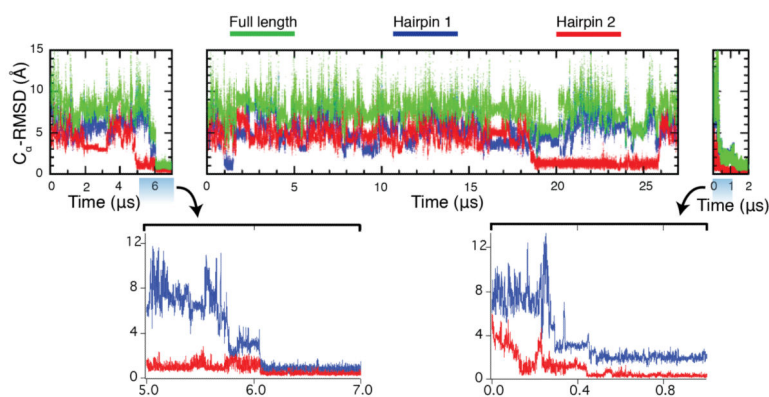 Full length Hairpin 1 Hairpin 2
Cα-RMSD (Å)
15
10
5
0
0 2 4 6
0 5 10 15 20 25
0 1 2
Time (μs) Time (μs) Time (μs)
12
8
4
0
5.0 6.0 7.0
12
8
4
0
0.0 0.4 0.8